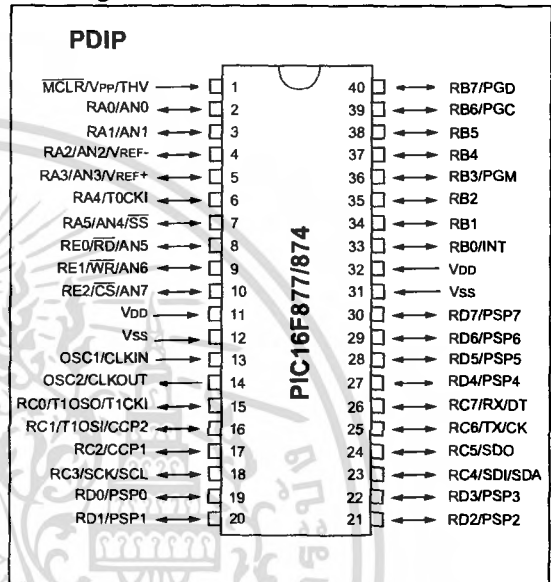 PDIP
MCLR/VPP/THV 1
RA0/AN0 2
RA1/AN1 3
RA2/AN2/VREF- 4
RA3/AN3/VREF+ 5
RA4/T0CKI 6
RA5/AN4/SS 7
RE0/RD/AN5 8
RE1/WR/AN6 9
RE2/CS/AN7 10
VDD 11
VSS 12
OSC1/CLKIN 13
OSC2/CLKOUT 14
RC0/T1OSO/T1CKI 15
RC1/T1OSI/CCP2 16
RC2/CCP1 17
RC3/SCK/SCL 18
RD0/PSP0 19
RD1/PSP1 20
PIC16F877/874
40 RB7/PGD
39 RB6/PGC
38 RB5
37 RB4
36 RB3/PGM
35 RB2
34 RB1
33 RB0/INT
32 VDD
31 VSS
30 RD7/PSP7
29 RD6/PSP6
28 RD5/PSP5
27 RD4/PSP4
26 RC7/RX/DT
25 RC6/TX/CK
24 RC5/SDO
23 RC4/SDI/SDA
22 RD3/PSP3
21 RD2/PSP2